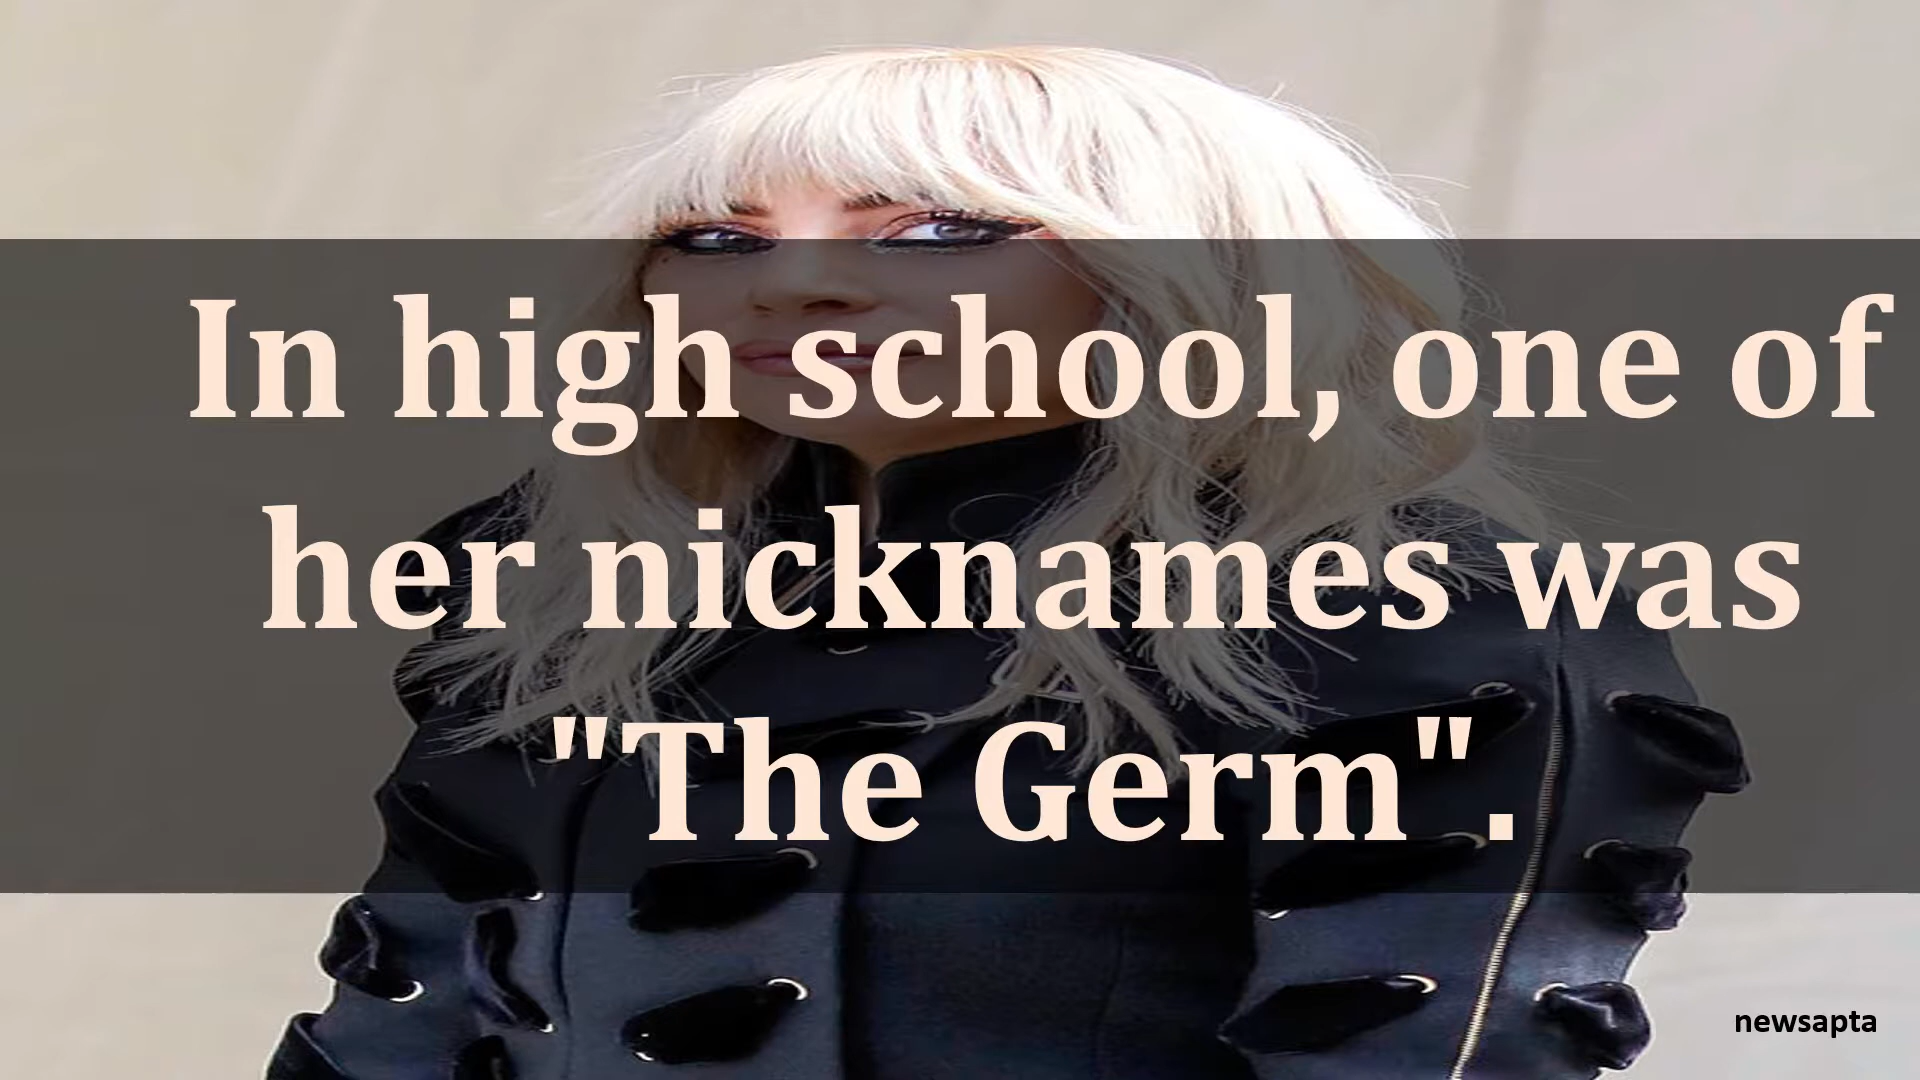 In high school, one of
her nicknames was
"The Germ".
newsapta